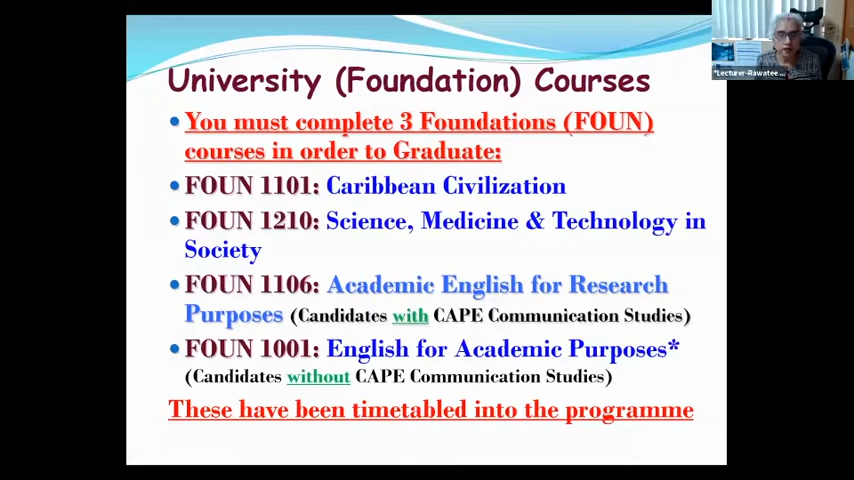 University (Foundation) Courses
You must complete 3 Foundations (FOUN)
courses in order to Graduate:
FOUN 1101: Caribbean Civilization
FOUN 1210: Science, Medicine & Technology in
Society
FOUN 1106: Academic English for Research
Purposes (Candidates with CAPE Communication Studies)
FOUN 1001: English for Academic Purposes*
(Candidates without CAPE Communication Studies)
These have been timetabled into the programme
*Lecturer-Rawatee ...